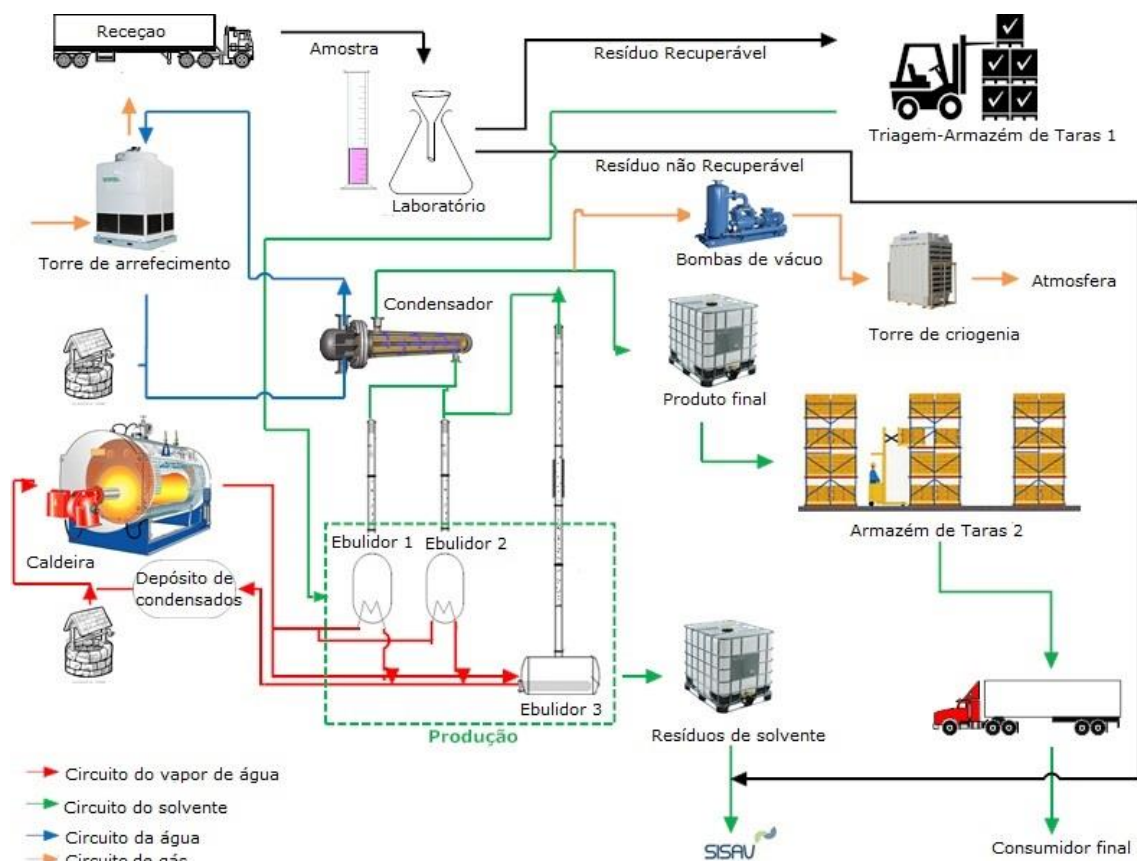 Receçao
Amostra
Resíduo Recuperável
Triagem-Armazém de Taras 1
Resíduo não Recuperável
Laboratório
Bombas de vácuo
Torre de arrefecimento
Atmosfera
Condensador
Torre de criogenia
Produto final
Ebulidor 1
Ebulidor 2
Armazém de Taras 2
Caldeira
Depósito de
condensados
Ebulidor 3
Produção
Resíduos de solvente
Circuito do vapor de água
Circuito do solvente
Circuito da água
Circuito de gás
SISAV
Consumidor final